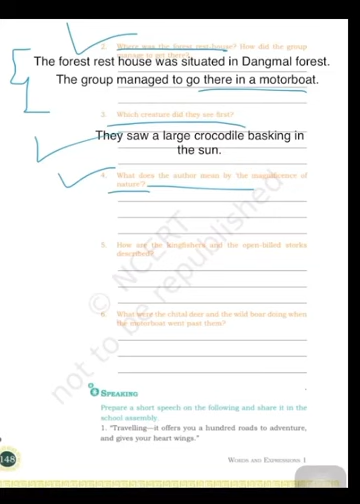 2. Where was the forest rest-house? How did the group
manage to get there?
The forest rest house was situated in Dangmal forest.
The group managed to go there in a motorboat.
3. Which creature did they see first?
They saw a large crocodile basking in
the sun.
4. What does the author mean by the 'magnificence of
nature'?
5. How are the kingfishers and the open-billed storks
described?
6. What were the chital deer and the wild boar doing when
the motorboat went past them?
© NCERT
not to be republished
SPEAKING
Prepare a short speech on the following and share it in the
school assembly.
1. "Travelling—it offers you a hundred roads to adventure,
and gives your heart wings."
148
WORDS AND EXPRESSIONS 1